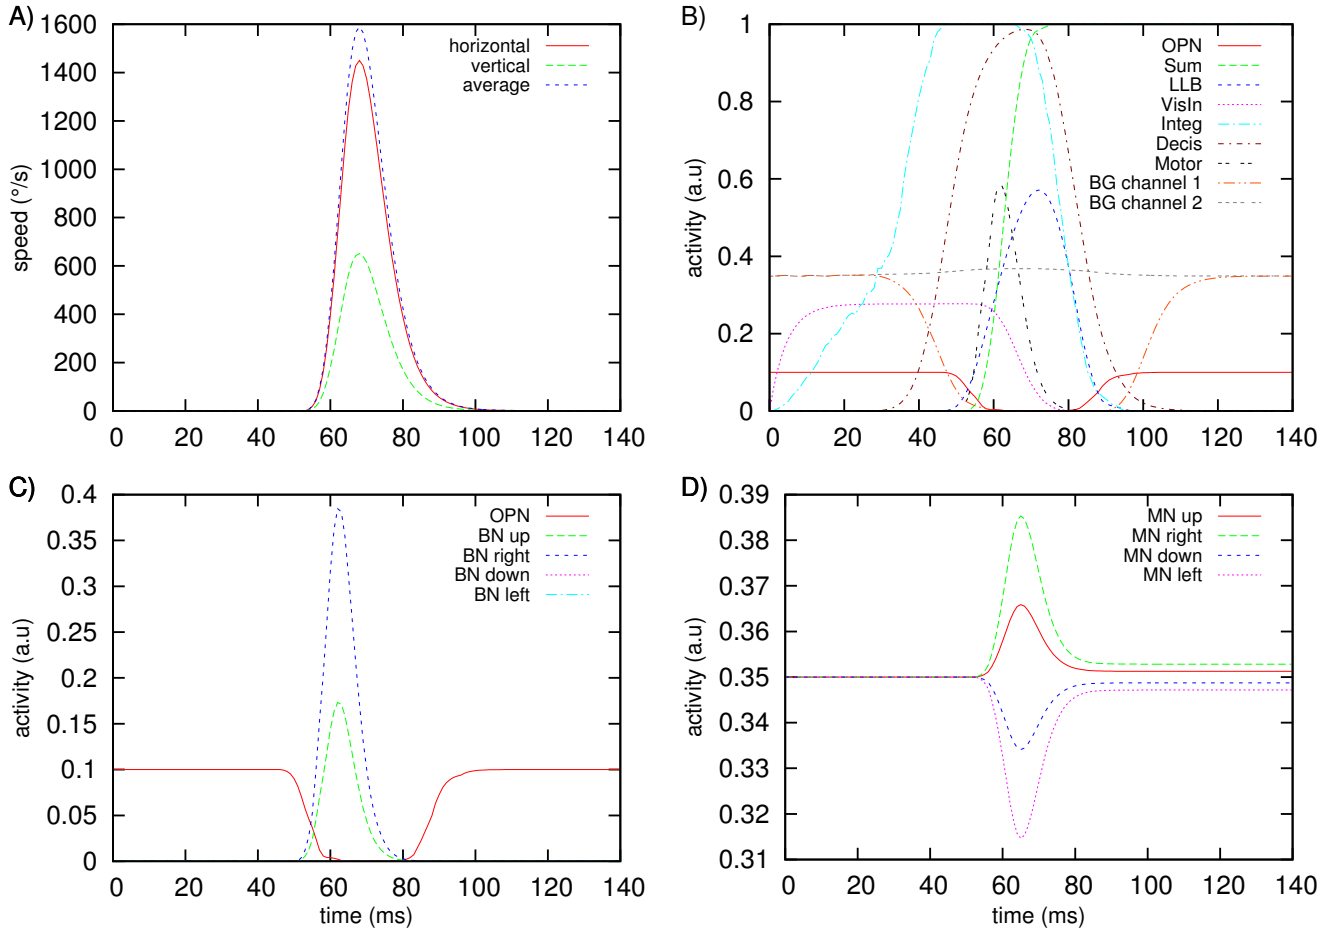 A)
1600
1400
1200
1000
800
600
400
200
0
speed (°/s)
horizontal
vertical
average
0 20 40 60 80 100 120 140
B)
1
0.8
0.6
0.4
0.2
0
activity (a.u)
OPN
Sum
LLB
VisIn
Integ
Decis
Motor
BG channel 1
BG channel 2
0 20 40 60 80 100 120 140
C)
0.4
0.35
0.3
0.25
0.2
0.15
0.1
0.05
0
activity (a.u)
OPN
BN up
BN right
BN down
BN left
0 20 40 60 80 100 120 140
time (ms)
D)
0.39
0.38
0.37
0.36
0.35
0.34
0.33
0.32
0.31
activity (a.u)
MN up
MN right
MN down
MN left
0 20 40 60 80 100 120 140
time (ms)